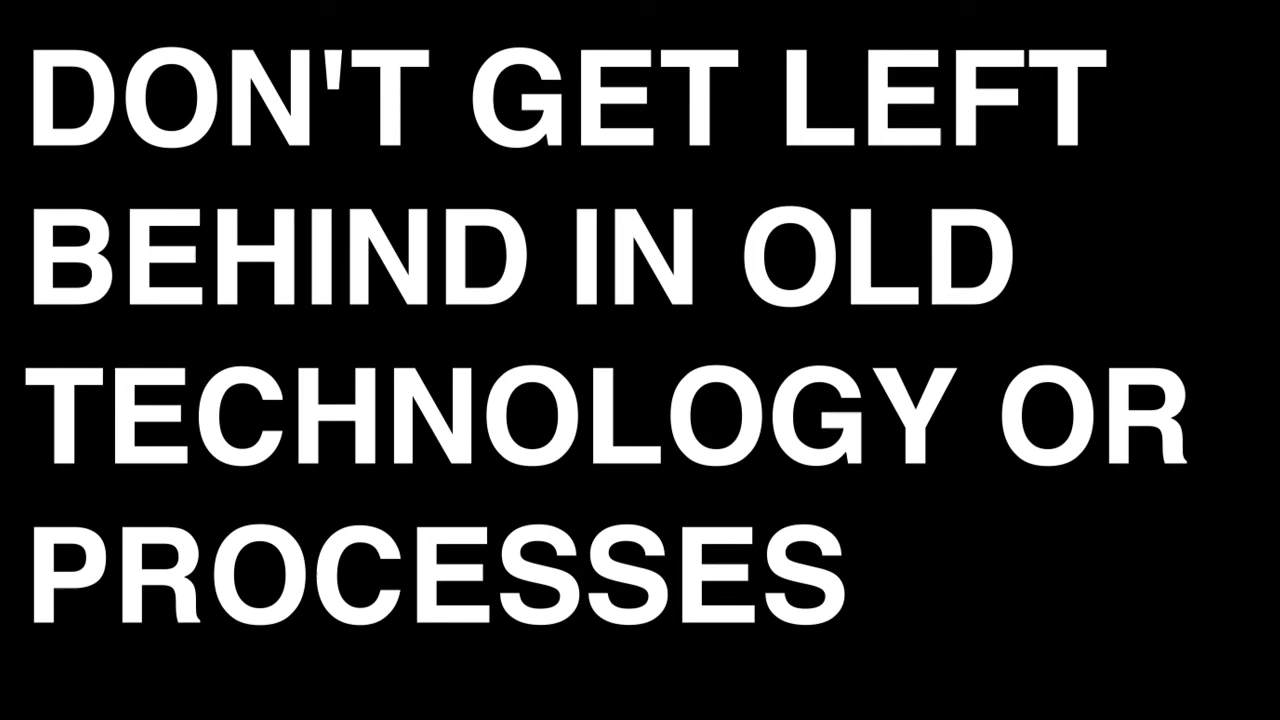 DON'T GET LEFT
BEHIND IN OLD
TECHNOLOGY OR
PROCESSES